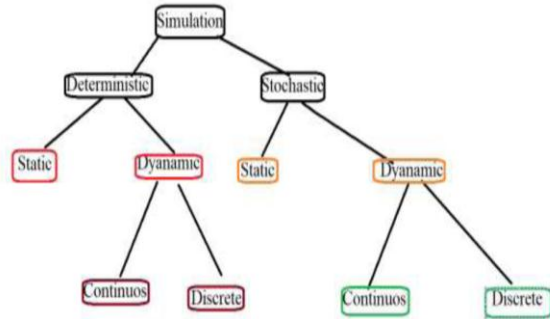 Simulation
Deterministic
Stochastic
Static
Dyanamic
Static
Dyanamic
Continuos
Discrete
Continuos
Discrete